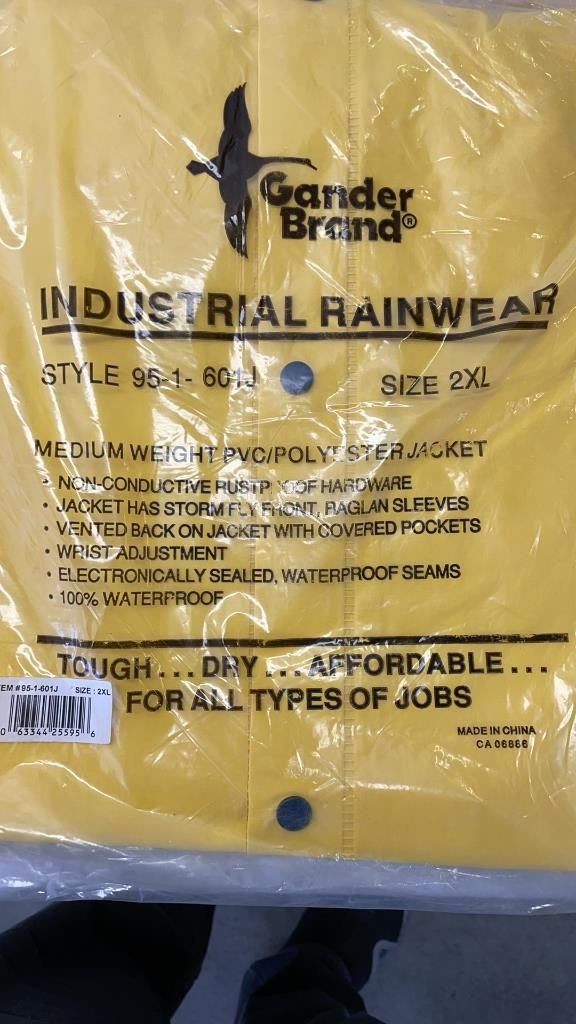 Gander
Brand®
INDUSTRIAL RAINWEAR
STYLE 95-1- 601J SIZE 2XL
MEDIUM WEIGHT PVC/POLYESTER JACKET
• NON-CONDUCTIVE RUSTPROOF HARDWARE
• JACKET HAS STORM FLY FRONT, RAGLAN SLEEVES
• VENTED BACK ON JACKET WITH COVERED POCKETS
• WRIST ADJUSTMENT
• ELECTRONICALLY SEALED, WATERPROOF SEAMS
• 100% WATERPROOF
TOUGH...DRY...AFFORDABLE...
FOR ALL TYPES OF JOBS
TEM #95-1-601J SIZE : 2XL
0 63344 25595 6
MADE IN CHINA
CA 06886